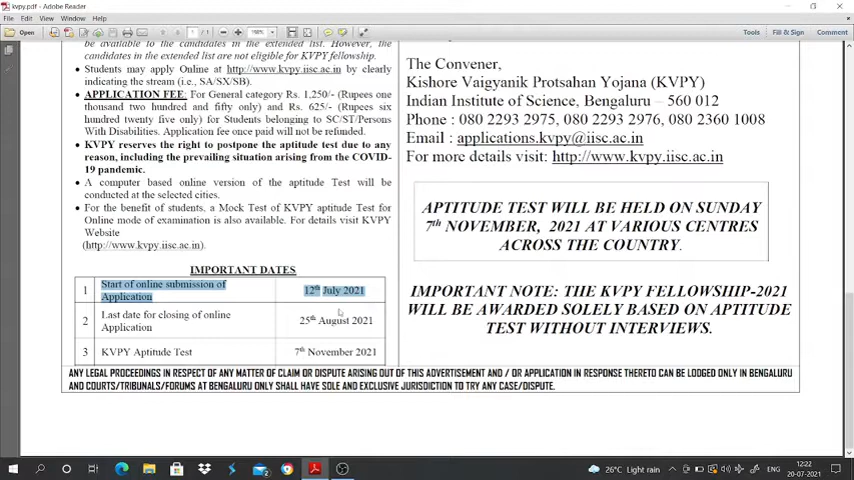 kvpy.pdf - Adobe Reader
File Edit View Window Help
Open
1 / 1
150%
Tools Fill & Sign Comment
be available to the candidates in the extended list. However, the
candidates in the extended list are not eligible for KVPY fellowship.
• Students may apply Online at http://www.kvpy.iisc.ac.in by clearly
indicating the stream (i.e., SA/SX/SB).
• APPLICATION FEE: For General category Rs. 1,250/- (Rupees one
thousand two hundred and fifty only) and Rs. 625/- (Rupees six
hundred twenty five only) for Students belonging to SC/ST/Persons
With Disabilities. Application fee once paid will not be refunded.
• KVPY reserves the right to postpone the aptitude test due to any
reason, including the prevailing situation arising from the COVID-
19 pandemic.
• A computer based online version of the aptitude Test will be
conducted at the selected cities.
• For the benefit of students, a Mock Test of KVPY aptitude Test for
Online mode of examination is also available. For details visit KVPY
Website
(http://www.kvpy.iisc.ac.in).
IMPORTANT DATES
1 Start of online submission of Application 12th July 2021
2 Last date for closing of online Application 25th August 2021
3 KVPY Aptitude Test 7th November 2021
The Convener,
Kishore Vaigyanik Protsahan Yojana (KVPY)
Indian Institute of Science, Bengaluru – 560 012
Phone : 080 2293 2975, 080 2293 2976, 080 2360 1008
Email : applications.kvpy@iisc.ac.in
For more details visit: http://www.kvpy.iisc.ac.in
APTITUDE TEST WILL BE HELD ON SUNDAY
7th NOVEMBER, 2021 AT VARIOUS CENTRES
ACROSS THE COUNTRY.
IMPORTANT NOTE: THE KVPY FELLOWSHIP-2021
WILL BE AWARDED SOLELY BASED ON APTITUDE
TEST WITHOUT INTERVIEWS.
ANY LEGAL PROCEEDINGS IN RESPECT OF ANY MATTER OF CLAIM OR DISPUTE ARISING OUT OF THIS ADVERTISEMENT AND / OR APPLICATION IN RESPONSE THERETO CAN BE LODGED ONLY IN BENGALURU
AND COURTS/TRIBUNALS/FORUMS AT BENGALURU ONLY SHALL HAVE SOLE AND EXCLUSIVE JURISDICTION TO TRY ANY CASE/DISPUTE.
26°C Light rain
ENG
12:22
20-07-2021